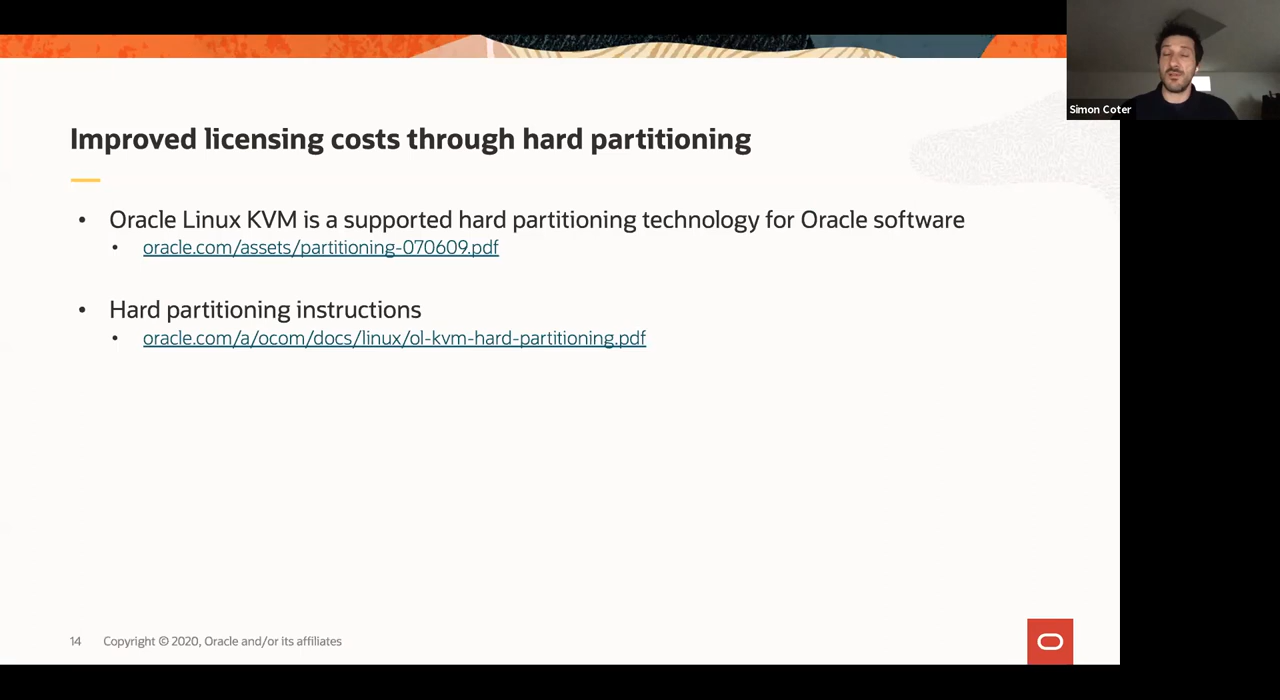 Simon Coter
Improved licensing costs through hard partitioning
• Oracle Linux KVM is a supported hard partitioning technology for Oracle software
• oracle.com/assets/partitioning-070609.pdf
• Hard partitioning instructions
• oracle.com/a/ocom/docs/linux/ol-kvm-hard-partitioning.pdf
14 Copyright © 2020, Oracle and/or its affiliates